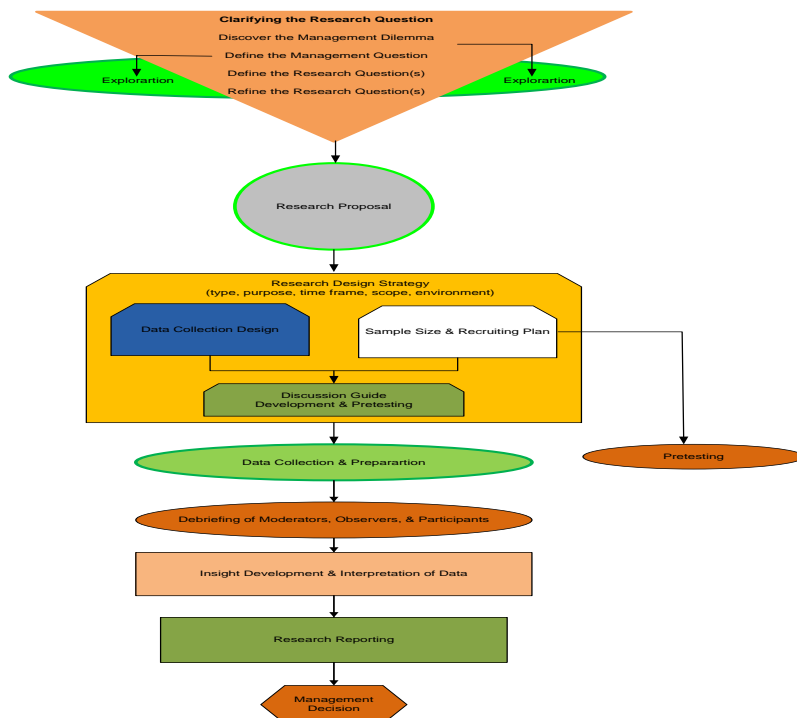 Clarifying the Research Question
Discover the Management Dilemma
Define the Management Question
Explorartion
Explorartion
Define the Research Question(s)
Refine the Research Question(s)
Research Proposal
Research Design Strategy
(type, purpose, time frame, scope, environment)
Data Collection Design
Sample Size & Recruiting Plan
Discussion Guide
Development & Pretesting
Data Collection & Preparartion
Pretesting
Debriefing of Moderators, Observers, & Participants
Insight Development & Interpretation of Data
Research Reporting
Management
Decision